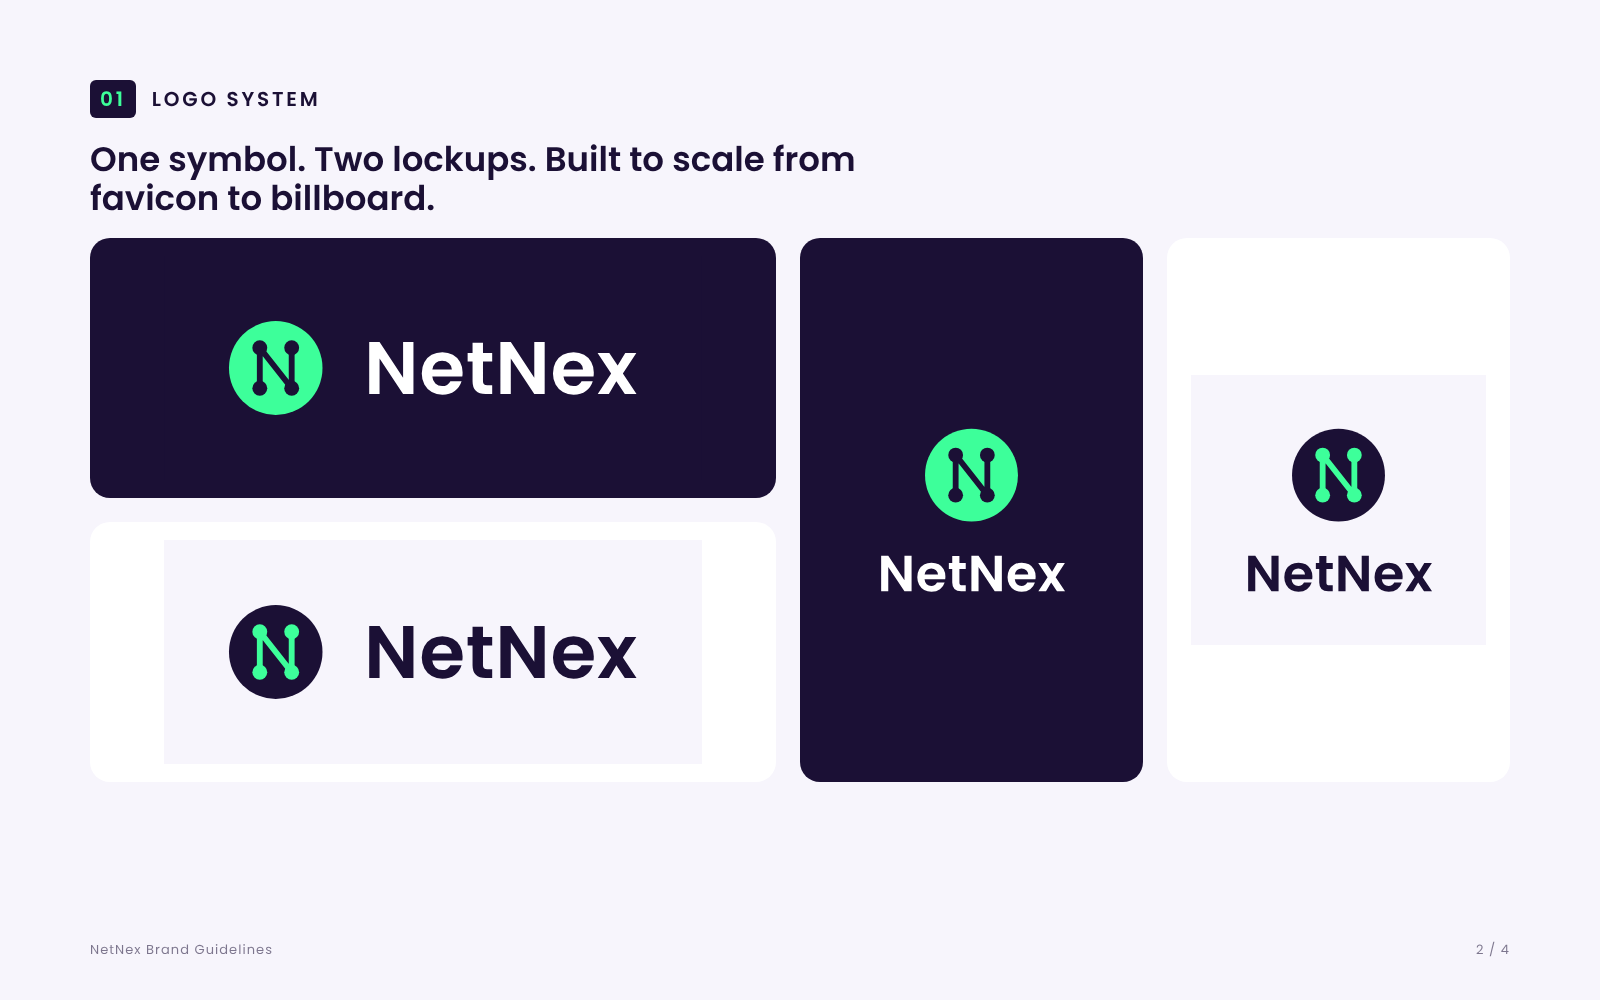 01 LOGO SYSTEM
One symbol. Two lockups. Built to scale from
favicon to billboard.
N NetNex
N NetNex
N
NetNex
N
NetNex
NetNex Brand Guidelines
2 / 4